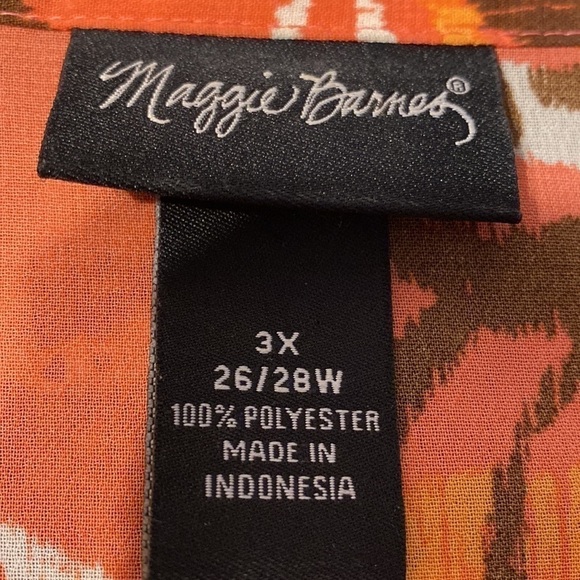 Maggie Barnes®
3X
26/28W
100% POLYESTER
MADE IN
INDONESIA